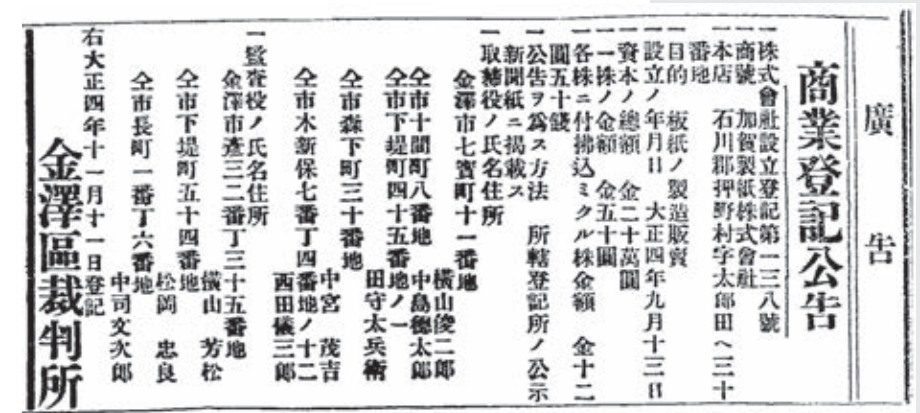 廣告
商業登記公告
一株式會社設立登記第一三八號
一商號　加賀製紙株式會社
一本店　石川郡押野村字太郎田へ三十
番地
一目的　板紙ノ製造販賣
一設立ノ年月日　大正四年九月十三日
一資本ノ總額　金二十萬圓
一一株ノ金額　金五十圓
一各株ニ付拂込ミタル株金額　金十二
圓五十錢
一公告ヲ爲ス方法　所轄登記所ノ公示
新聞紙ニ掲載ス
一取締役ノ氏名住所
金澤市七寳町十一番地
橫山俊二郎
仝市十間町八番地
中島德太郎
仝市下堤町四十五番地ノ一
田守太兵衛
仝市森下町三十番地
中宮　茂吉
仝市木新保七番丁四番地ノ十二
西田儀三郎
一監査役ノ氏名住所
金澤市彥三二番丁三十五番地
橫山　芳松
仝市下堤町五十四番地
松岡　忠良
仝市長町一番丁六番地
中司文次郎
右大正四年十一月十一日登記
金澤區裁判所